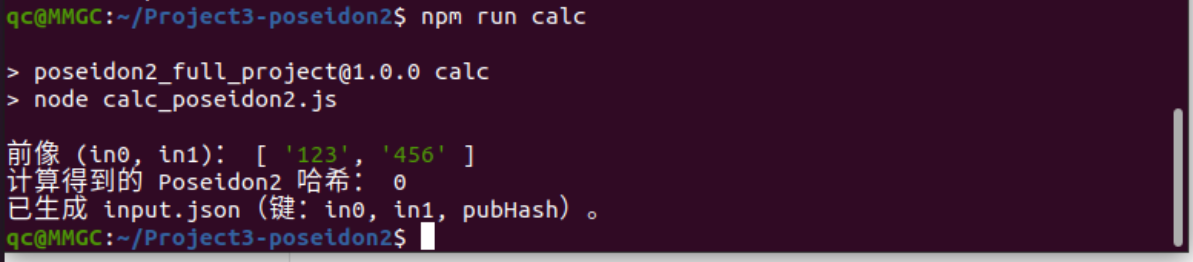 qc@MMGC:~/Project3-poseidon2$ npm run calc
> poseidon2_full_project@1.0.0 calc
> node calc_poseidon2.js
前像 (in0, in1): [ '123', '456' ]
计算得到的 Poseidon2 哈希: 0
已生成 input.json（键: in0, in1, pubHash）。
qc@MMGC:~/Project3-poseidon2$